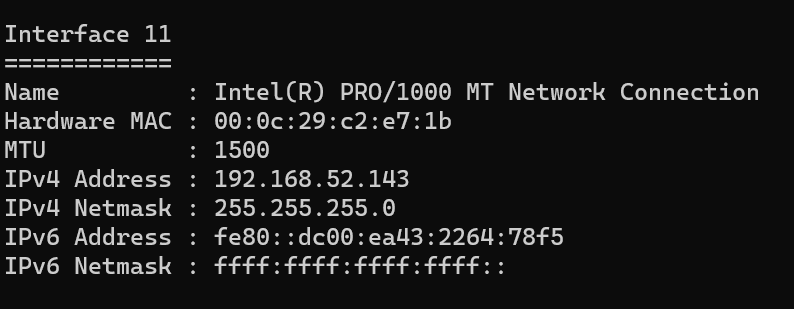 Interface 11
============
Name         : Intel(R) PRO/1000 MT Network Connection
Hardware MAC : 00:0c:29:c2:e7:1b
MTU          : 1500
IPv4 Address : 192.168.52.143
IPv4 Netmask : 255.255.255.0
IPv6 Address : fe80::dc00:ea43:2264:78f5
IPv6 Netmask : ffff:ffff:ffff:ffff::